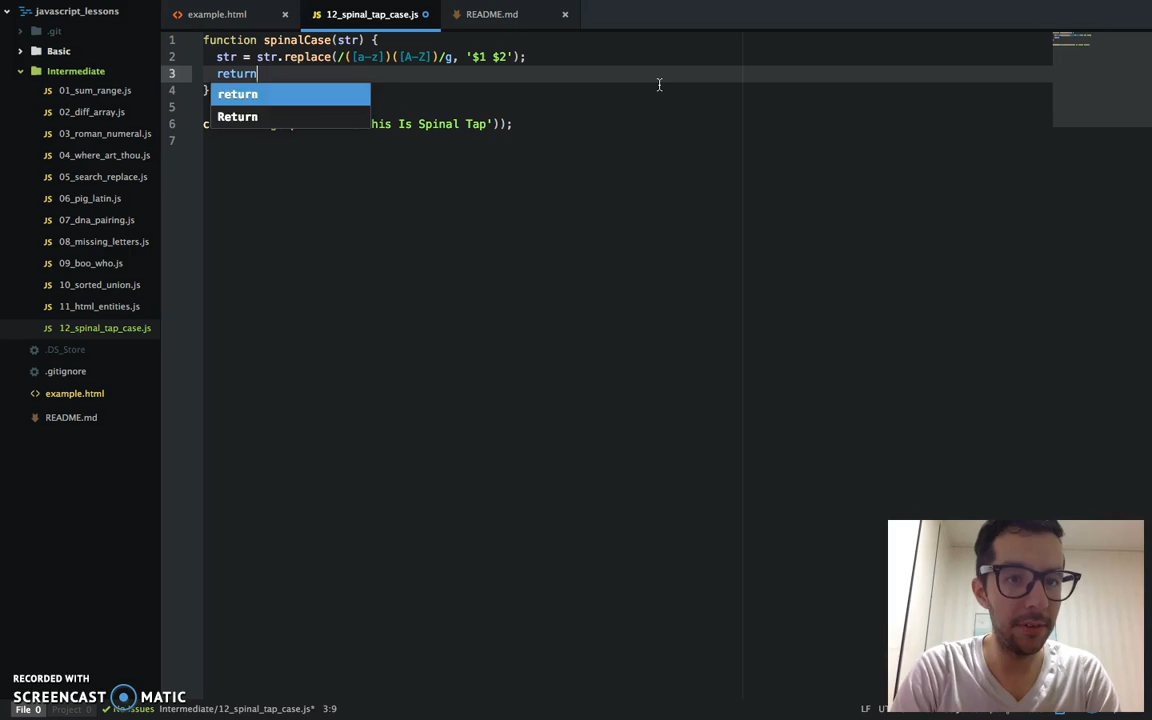 javascript_lessons
example.html
12_spinal_tap_case.js
README.md
.git
Basic
Intermediate
01_sum_range.js
02_diff_array.js
03_roman_numeral.js
04_where_art_thou.js
05_search_replace.js
06_pig_latin.js
07_dna_pairing.js
08_missing_letters.js
09_boo_who.js
10_sorted_union.js
11_html_entities.js
12_spinal_tap_case.js
.DS_Store
.gitignore
example.html
README.md
1 function spinalCase(str) {
2 str = str.replace(/([a-z])([A-Z])/g, '$1 $2');
3 return
4 }
return
Return
5
6 his Is Spinal Tap'));
7
RECORDED WITH
SCREENCAST MATIC
File 0 Project 0 No Issues Intermediate/12_spinal_tap_case.js* 3:9
LF